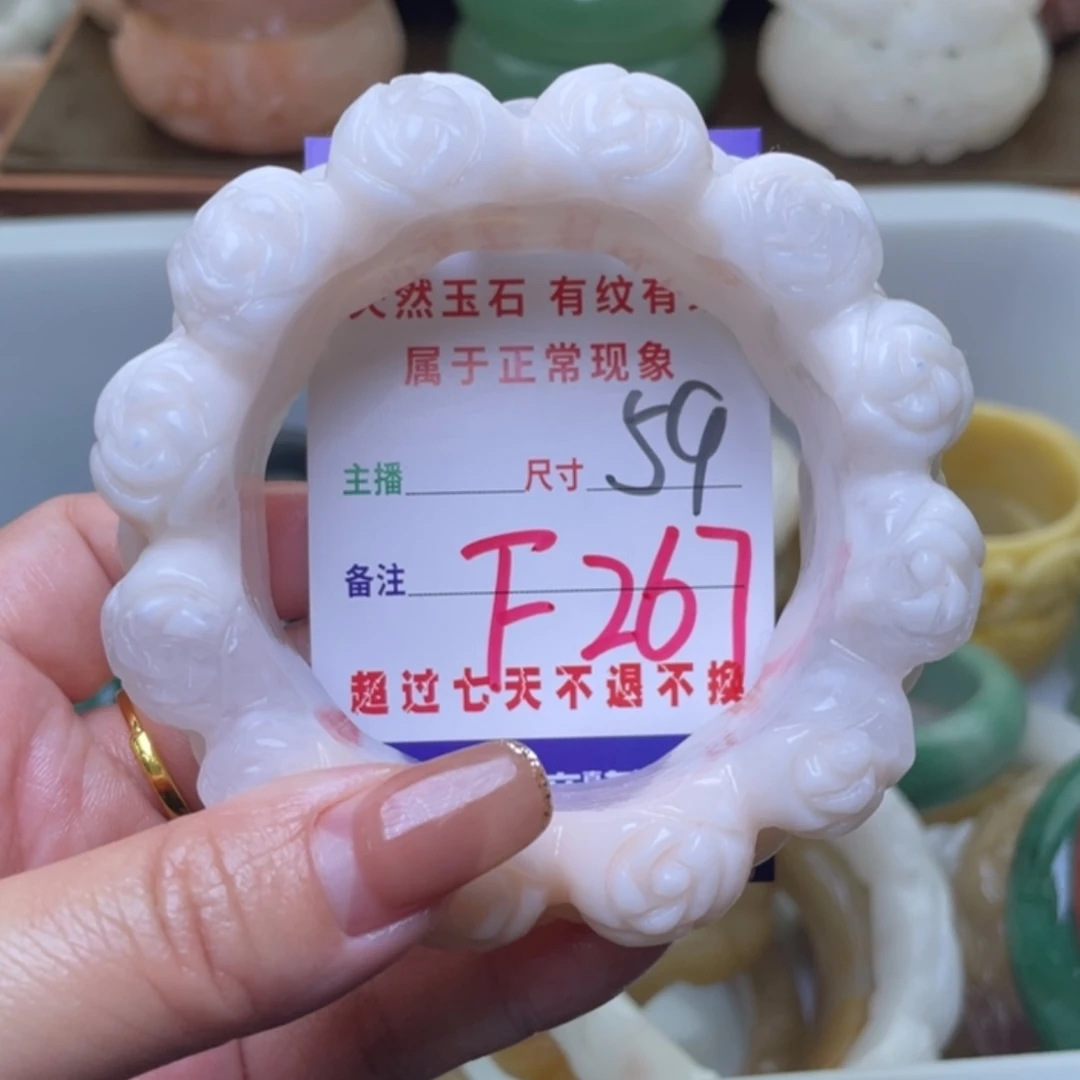 天然玉石 有纹有
属于正常现象
主播 尺寸 59
备注 F267
超过七天不退不换